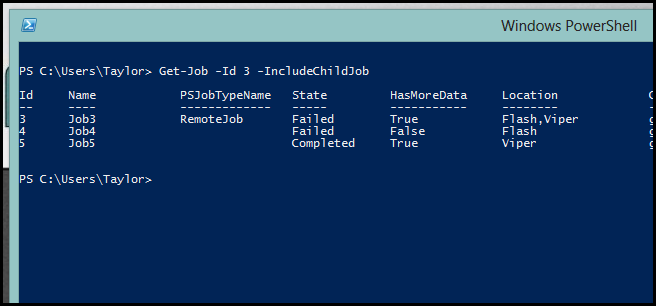 Windows PowerShell
PS C:\Users\Taylor> Get-Job -Id 3 -IncludeChildJob
Id Name PSJobTypeName State HasMoreData Location C
-- ---- ------------- ----- ----------- --------
3 Job3 RemoteJob Failed True Flash,Viper g
4 Job4 Failed False Flash g
5 Job5 Completed True Viper g
PS C:\Users\Taylor>